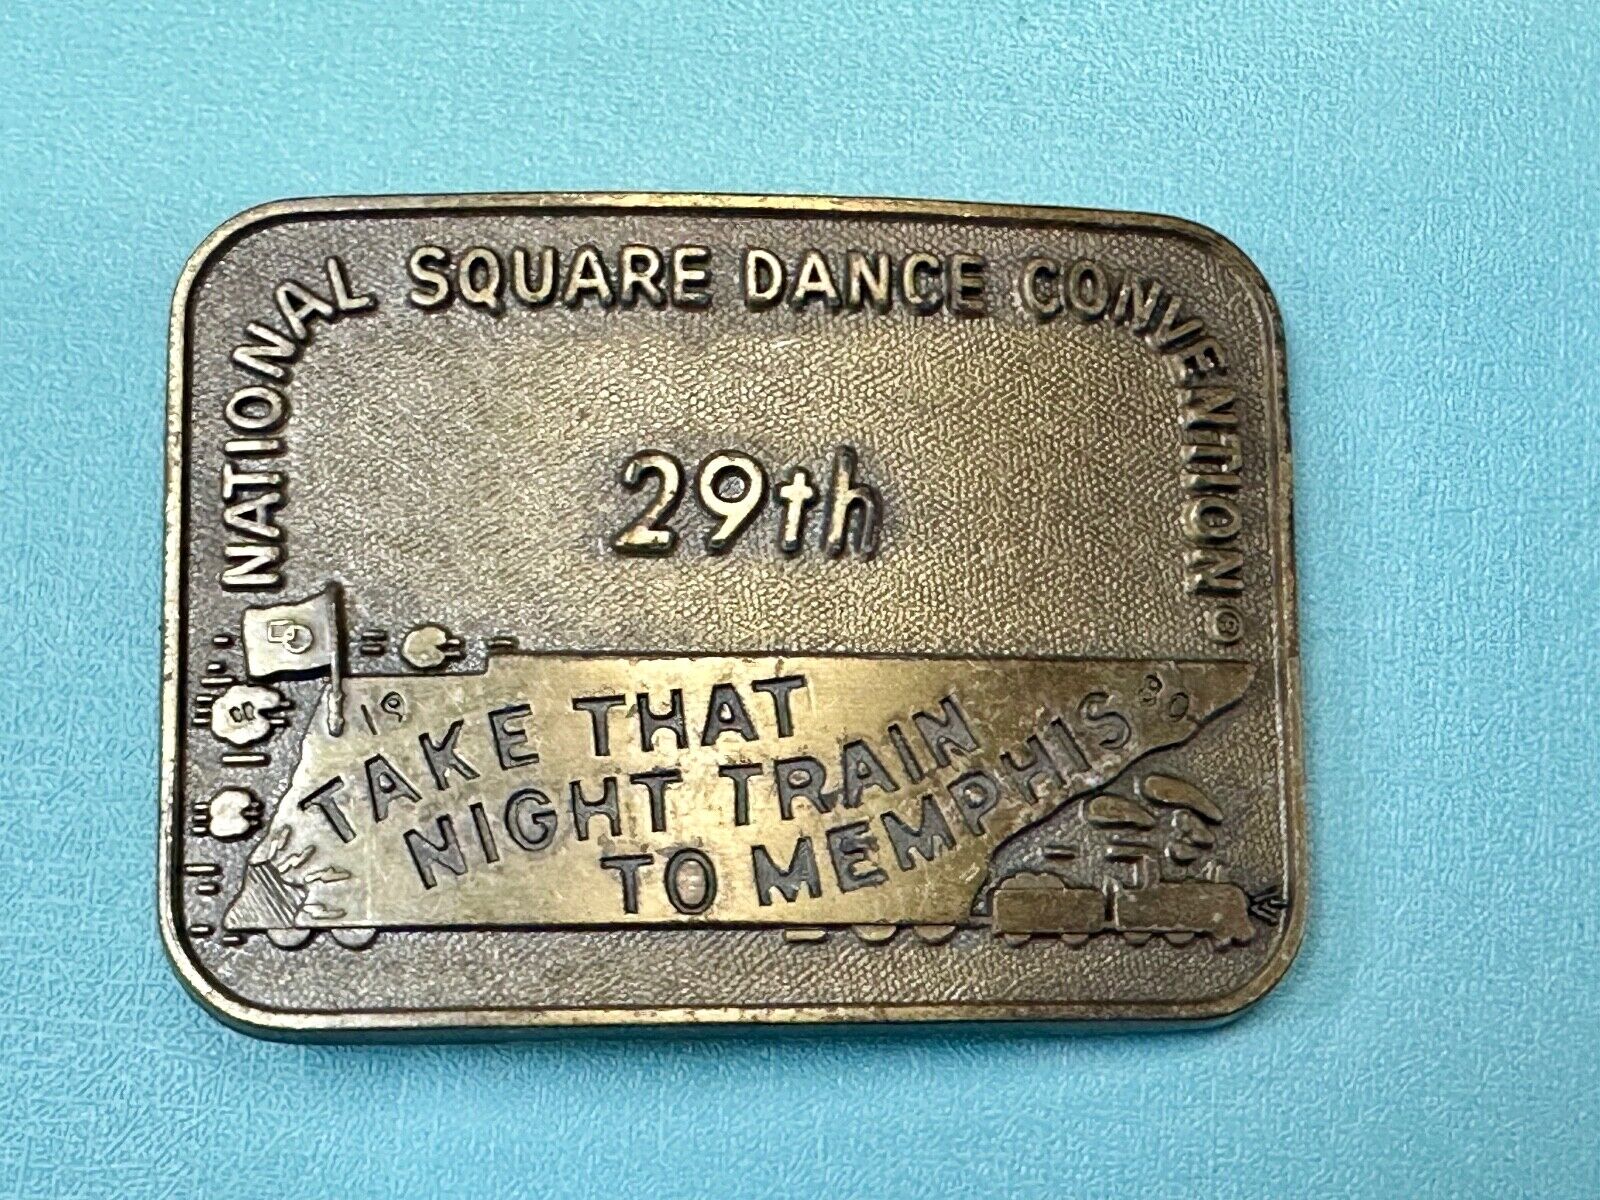 NATIONAL SQUARE DANCE CONVENTION ©
29th
19 80
TAKE THAT
NIGHT TRAIN
TO MEMPHIS